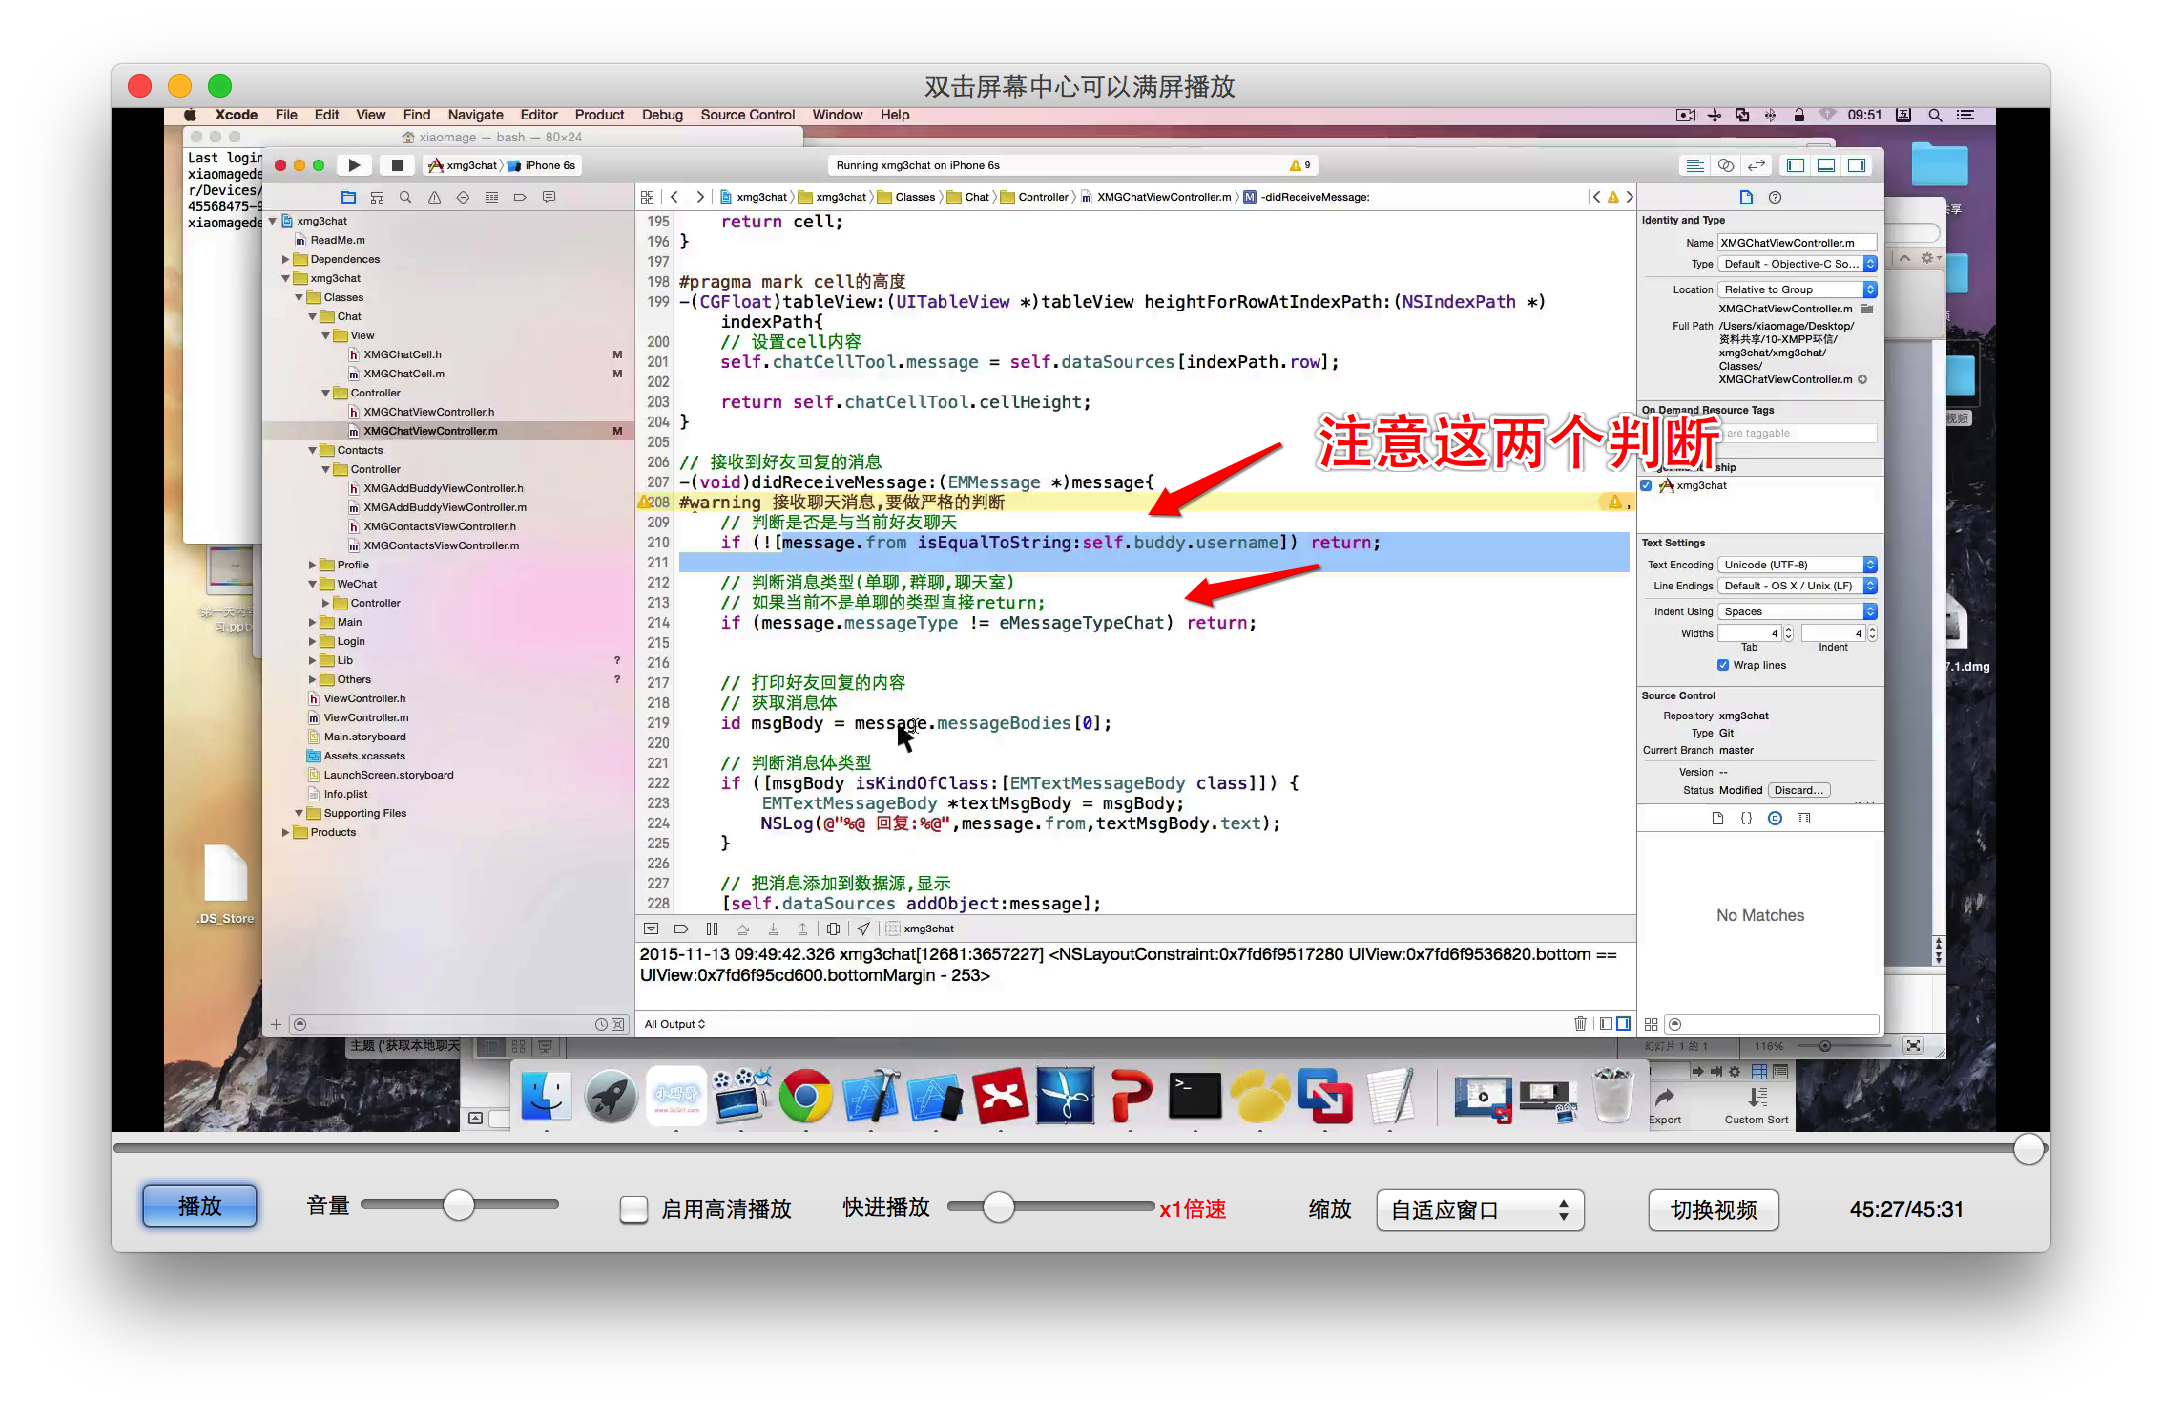 双击屏幕中心可以满屏播放
Xcode File Edit View Find Navigate Editor Product Debug Source Control Window Help 09:51
xiaomage — bash — 80×24
Last login
xiaomagede
r/Devices/
45568475-9
xiaomagede
xmg3chat iPhone 6s
Running xmg3chat on iPhone 6s
9
xmg3chat
ReadMe.m
Dependences
xmg3chat
Classes
Chat
View
XMGChatCell.h M
XMGChatCell.m M
Controller
XMGChatViewController.h
XMGChatViewController.m M
Contacts
Controller
XMGAddBuddyViewController.h
XMGAddBuddyViewController.m
XMGContactsViewController.h
XMGContactsViewController.m
Profile
WeChat
Controller
Main
Login
Lib ?
Others ?
ViewController.h
ViewController.m
Main.storyboard
Assets.xcassets
LaunchScreen.storyboard
Info.plist
Supporting Files
Products
xmg3chat xmg3chat Classes Chat Controller XMGChatViewController.m -didReceiveMessage:
195 return cell;
196 }
197
198 #pragma mark cell的高度
199 -(CGFloat)tableView:(UITableView *)tableView heightForRowAtIndexPath:(NSIndexPath *)
indexPath{
200 // 设置cell内容
201 self.chatCellTool.message = self.dataSources[indexPath.row];
202
203 return self.chatCellTool.cellHeight;
204 }
205
206 // 接收到好友回复的消息
207 -(void)didReceiveMessage:(EMMessage *)message{
208 #warning 接收聊天消息,要做严格的判断
209 // 判断是否是与当前好友聊天
210 if (![message.from isEqualToString:self.buddy.username]) return;
211
212 // 判断消息类型(单聊,群聊,聊天室)
213 // 如果当前不是单聊的类型直接return;
214 if (message.messageType != eMessageTypeChat) return;
215
216
217 // 打印好友回复的内容
218 // 获取消息体
219 id msgBody = message.messageBodies[0];
220
221 // 判断消息体类型
222 if ([msgBody isKindOfClass:[EMTextMessageBody class]]) {
223 EMTextMessageBody *textMsgBody = msgBody;
224 NSLog(@"%@ 回复:%@",message.from,textMsgBody.text);
225 }
226
227 // 把消息添加到数据源,显示
228 [self.dataSources addObject:message];
注意这两个判断
xmg3chat
2015-11-13 09:49:42.326 xmg3chat[12681:3657227] <NSLayoutConstraint:0x7fd6f9517280 UIView:0x7fd6f9536820.bottom ==
UIView:0x7fd6f95cd600.bottomMargin - 253>
All Output
Identity and Type
Name XMGChatViewController.m
Type Default - Objective-C So...
Location Relative to Group
XMGChatViewController.m
Full Path /Users/xiaomage/Desktop/
资料共享/10-XMPP环信/
xmg3chat/xmg3chat/
Classes/
XMGChatViewController.m
On Demand Resource Tags
are taggable
xmg3chat
Text Settings
Text Encoding Unicode (UTF-8)
Line Endings Default - OS X / Unix (LF)
Indent Using Spaces
Widths 4 4
Tab Indent
Wrap lines
Source Control
Repository xmg3chat
Type Git
Current Branch master
Version --
Status Modified Discard...
No Matches
.DS_Store
7.1.dmg
主题 ('获取本地聊天
幻灯片 1 的 1 116%
Export Custom Sort
播放 音量 启用高清播放 快进播放 x1倍速 缩放 自适应窗口 切换视频 45:27/45:31